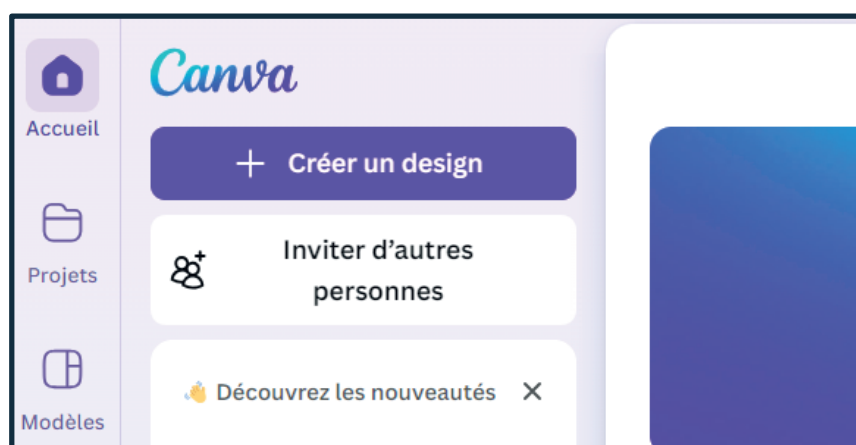 Accueil
Projets
Modèles
Canva
Créer un design
Inviter d’autres
personnes
Découvrez les nouveautés